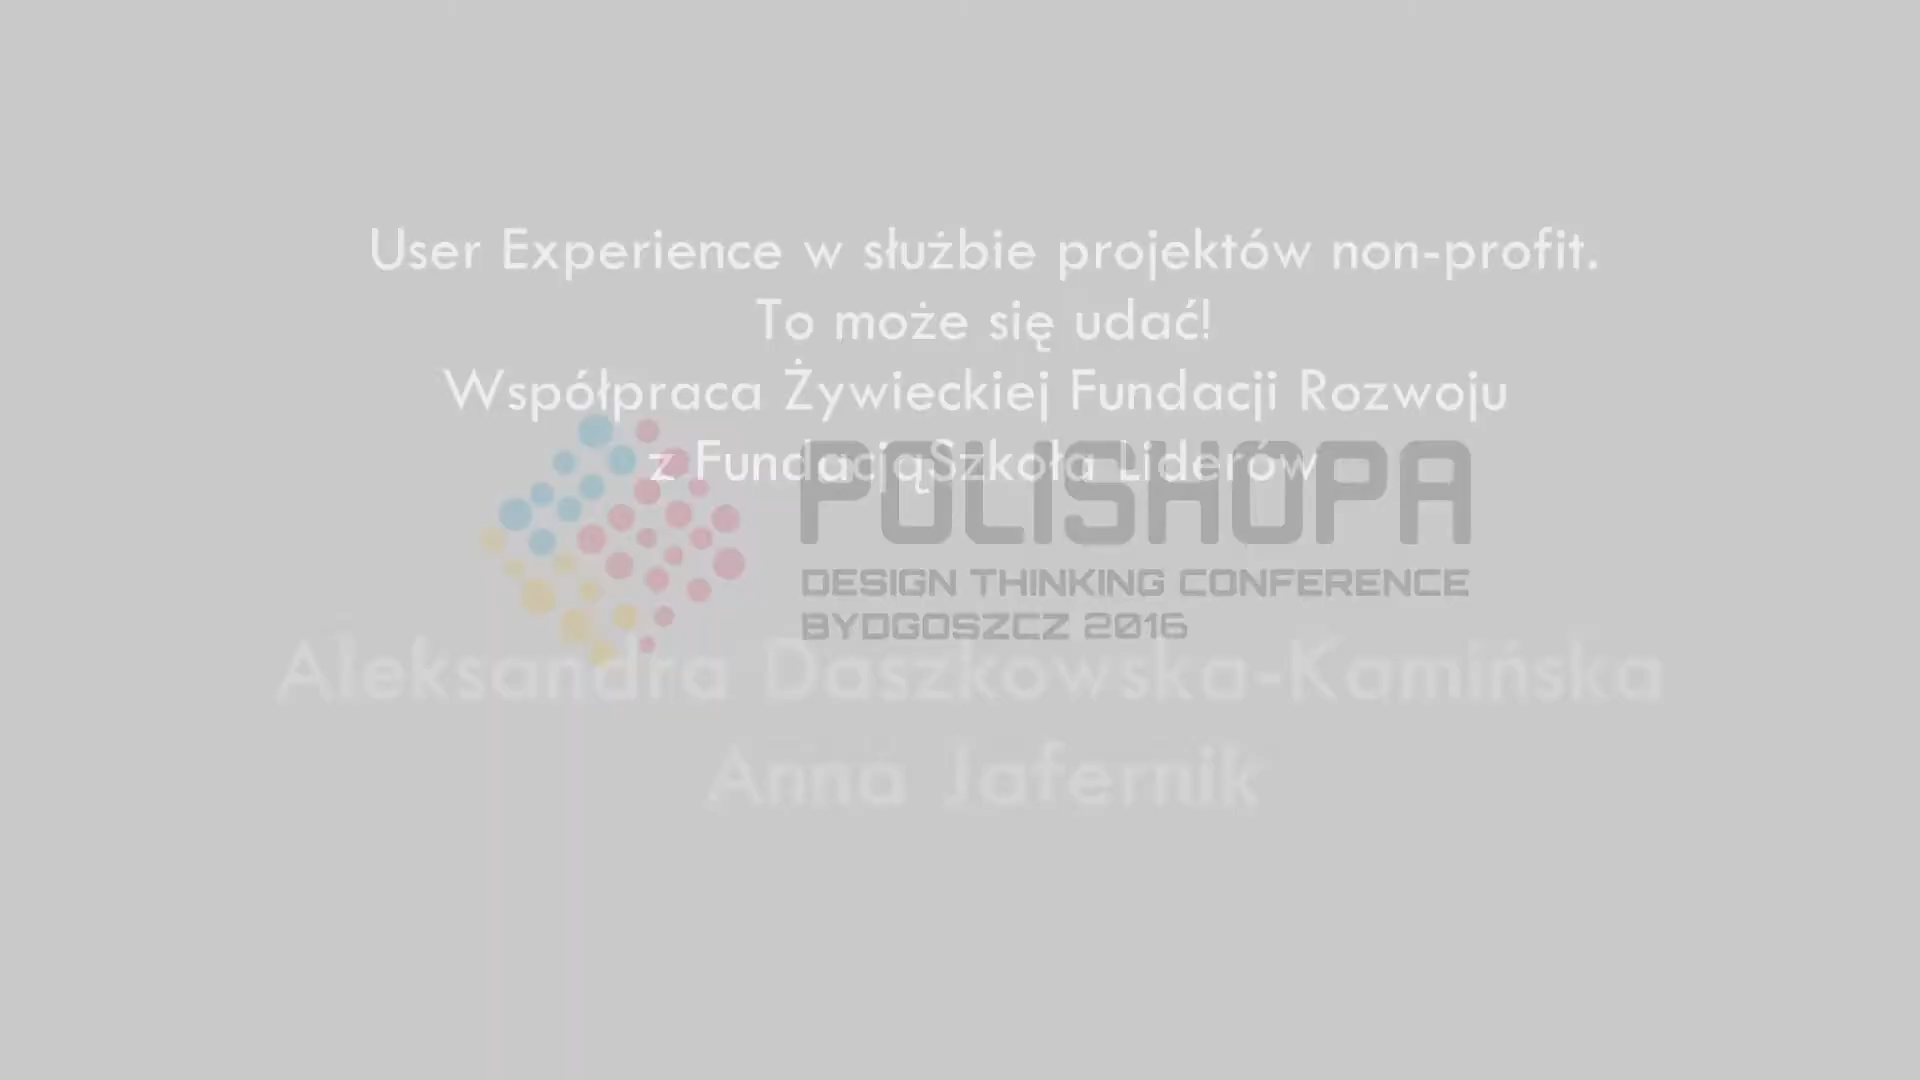 User Experience w służbie projektów non-profit.
To może się udać!
Współpraca Żywieckiej Fundacji Rozwoju
z FundacjąSzkoła Liderów
POLISHOPA
DESIGN THINKING CONFERENCE
BYDGOSZCZ 2016
Aleksandra Daszkowska-Kamińska
Anna Jafernik